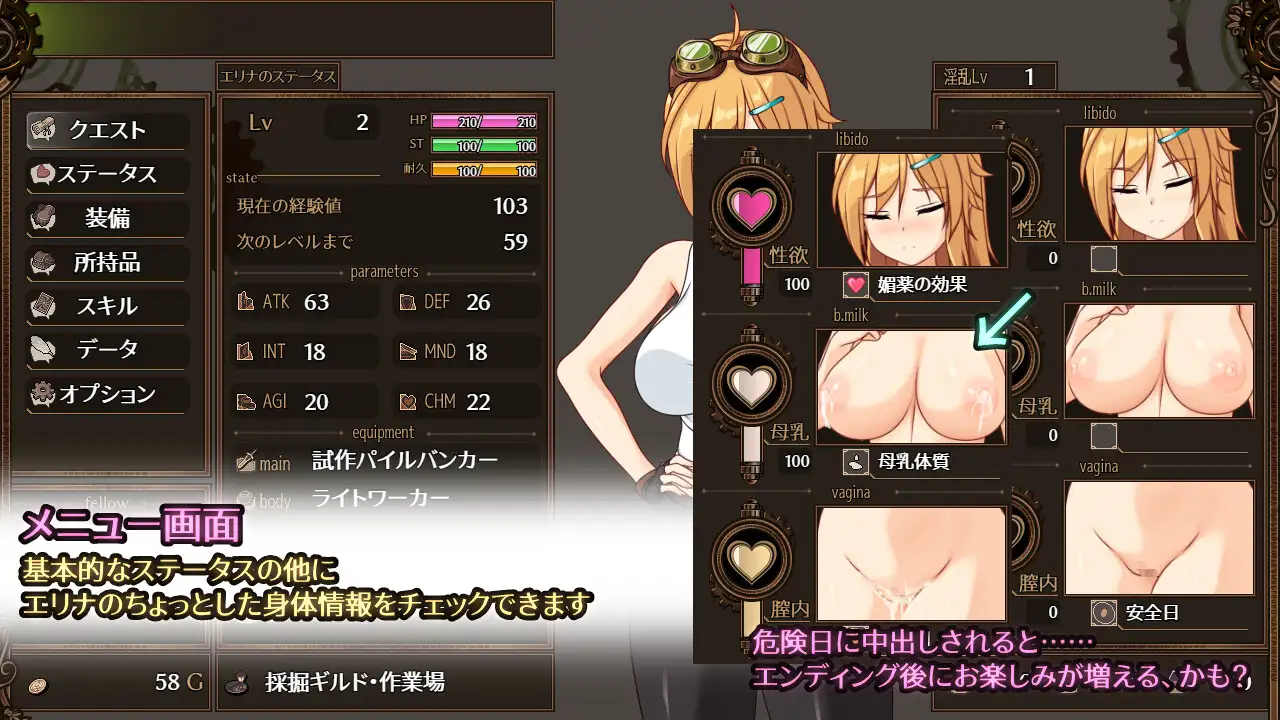 エリナのステータス
淫乱Lv 1
クエスト
ステータス
装備
所持品
スキル
データ
オプション
Lv 2
HP 210/ 210
ST 100/ 100
耐久 100/ 100
state
現在の経験値 103
次のレベルまで 59
parameters
ATK 63 DEF 26
INT 18 MND 18
AGI 20 CHM 22
equipment
main 試作パイルバンカー
body ライトワーカー
fellow
メニュー画面
基本的なステータスの他に
エリナのちょっとした身体情報をチェックできます
58 G
採掘ギルド・作業場
libido
性欲
100
媚薬の効果
b.milk
母乳
100
母乳体質
vagina
膣内
libido
性欲
0
b.milk
母乳
0
vagina
膣内
0
安全日
危険日に中出しされると……
エンディング後にお楽しみが増える、かも?